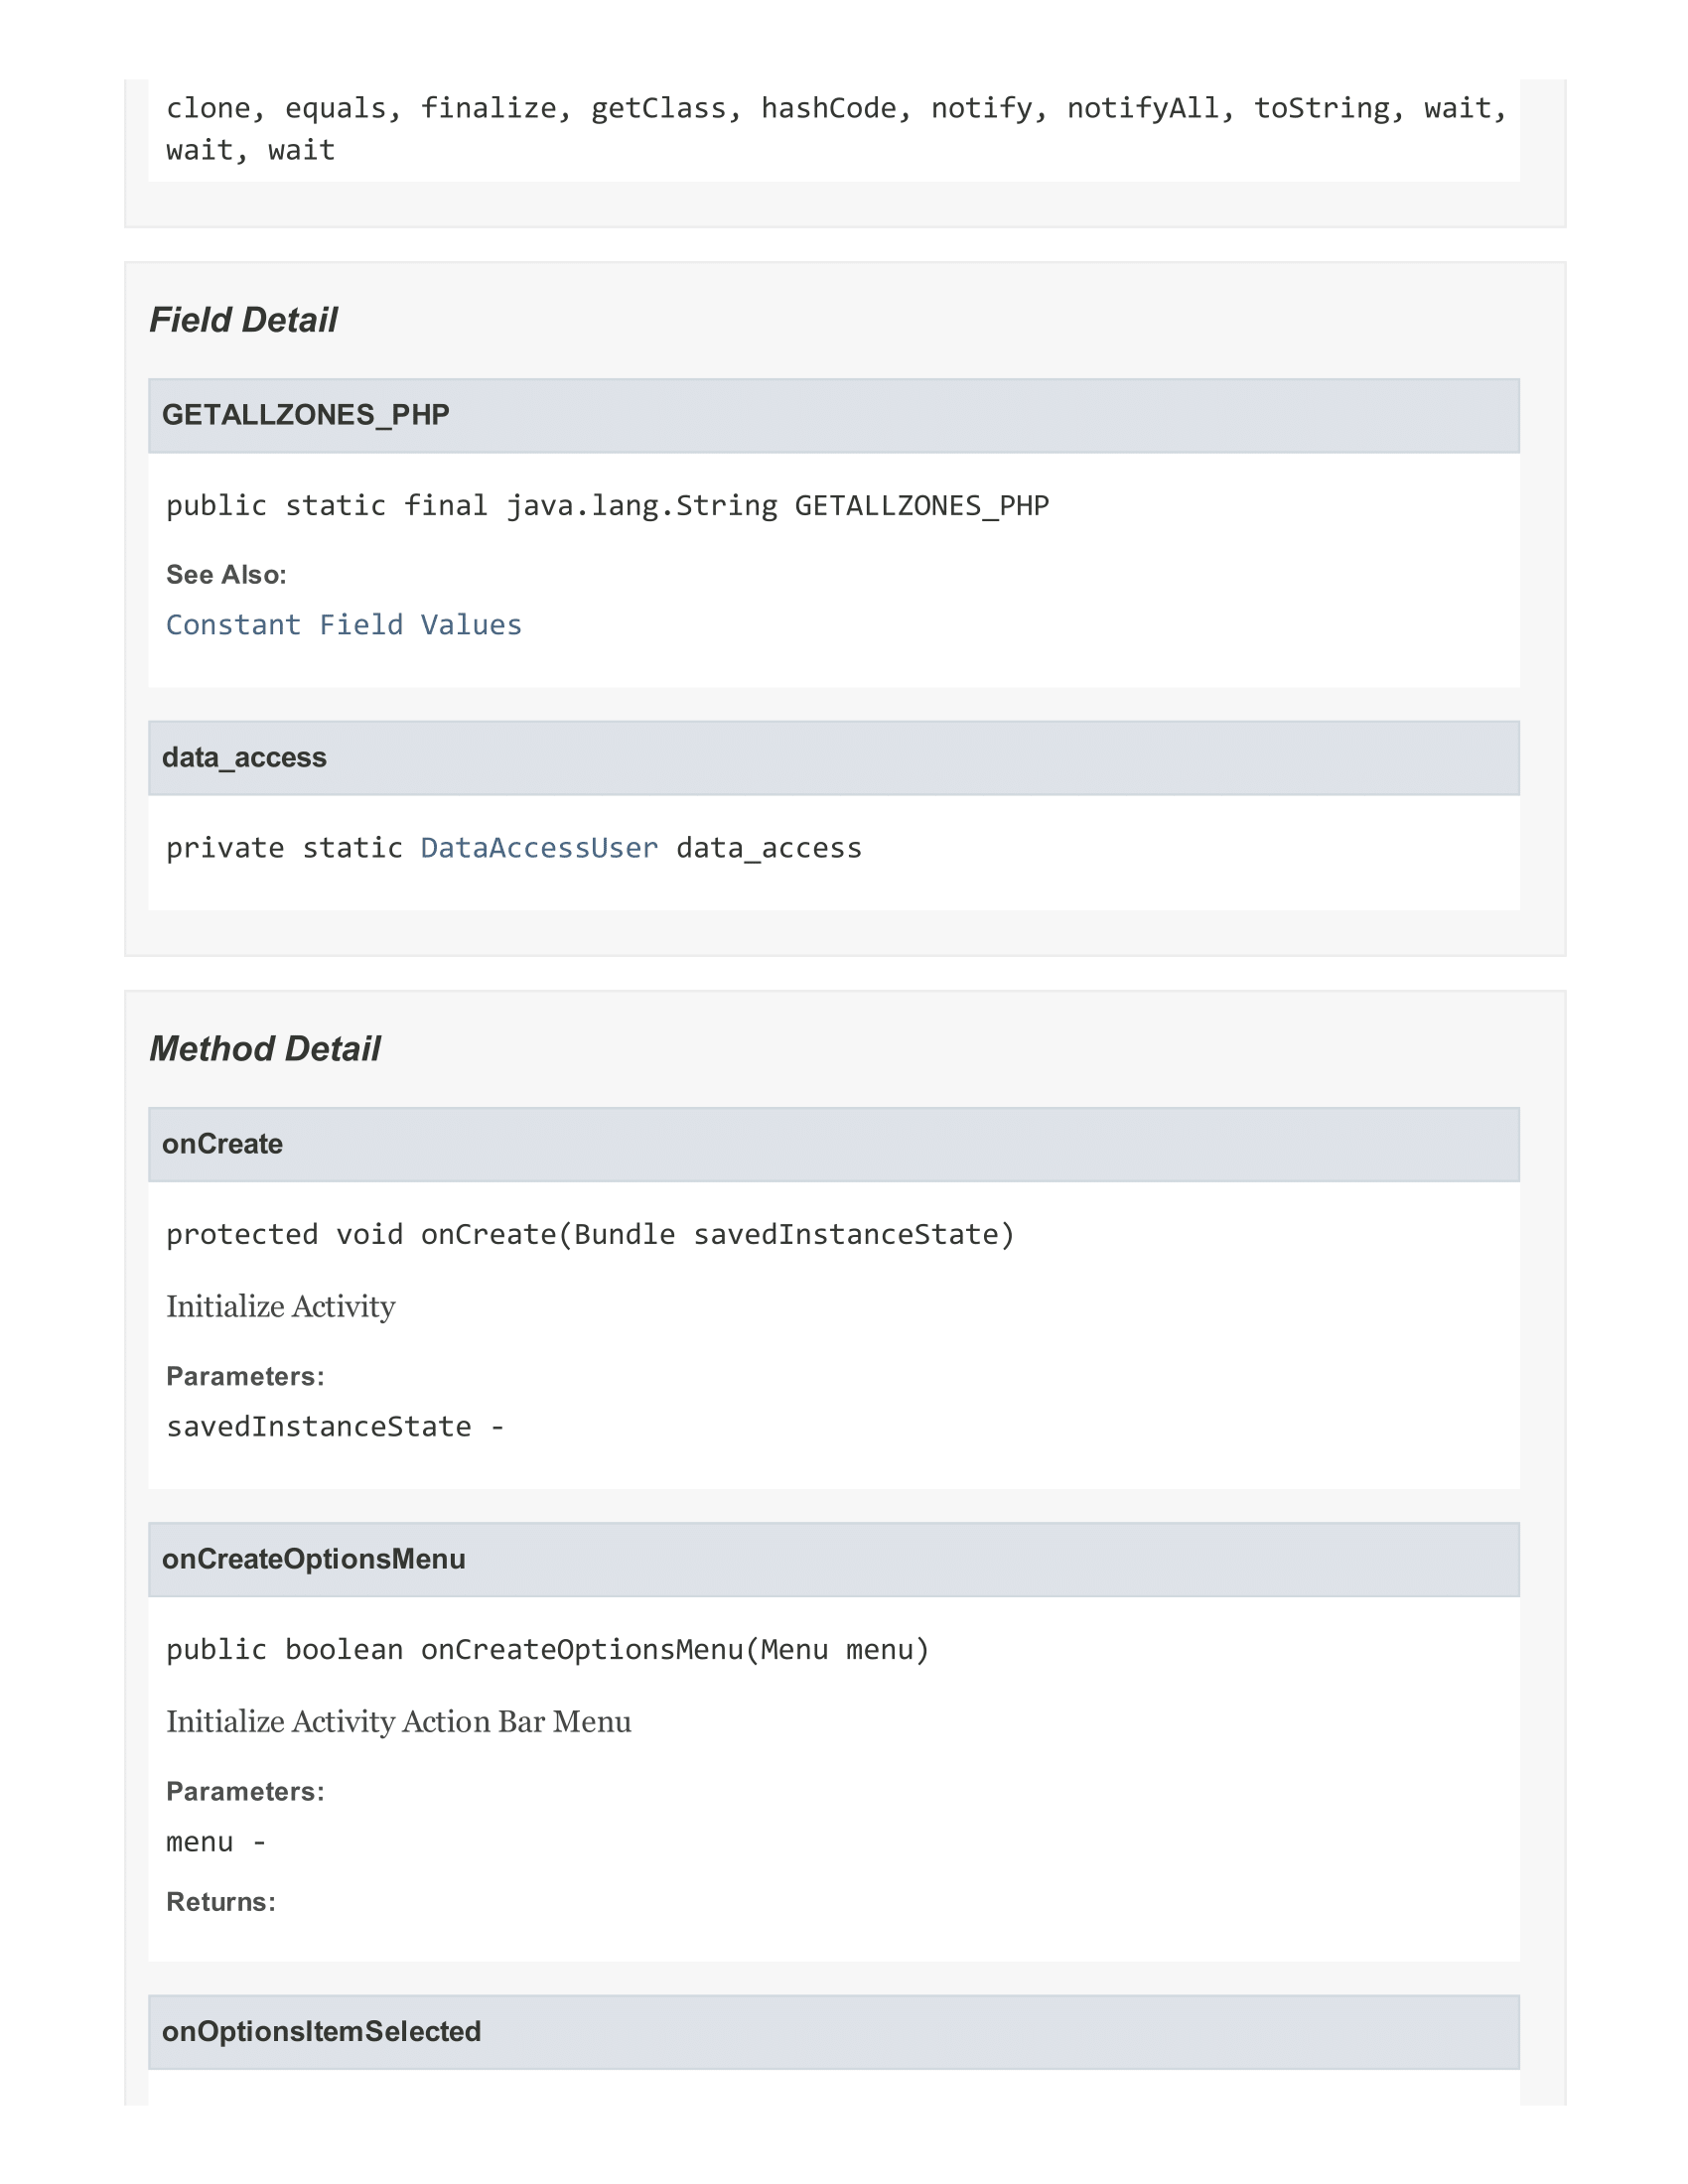 clone, equals, finalize, getClass, hashCode, notify, notifyAll, toString, wait,
wait, wait
Field Detail
GETALLZONES_PHP
public static final java.lang.String GETALLZONES_PHP
See Also:
Constant Field Values
data_access
private static DataAccessUser data_access
Method Detail
onCreate
protected void onCreate(Bundle savedInstanceState)
Initialize Activity
Parameters:
savedInstanceState -
onCreateOptionsMenu
public boolean onCreateOptionsMenu(Menu menu)
Initialize Activity Action Bar Menu
Parameters:
menu -
Returns:
onOptionsItemSelected